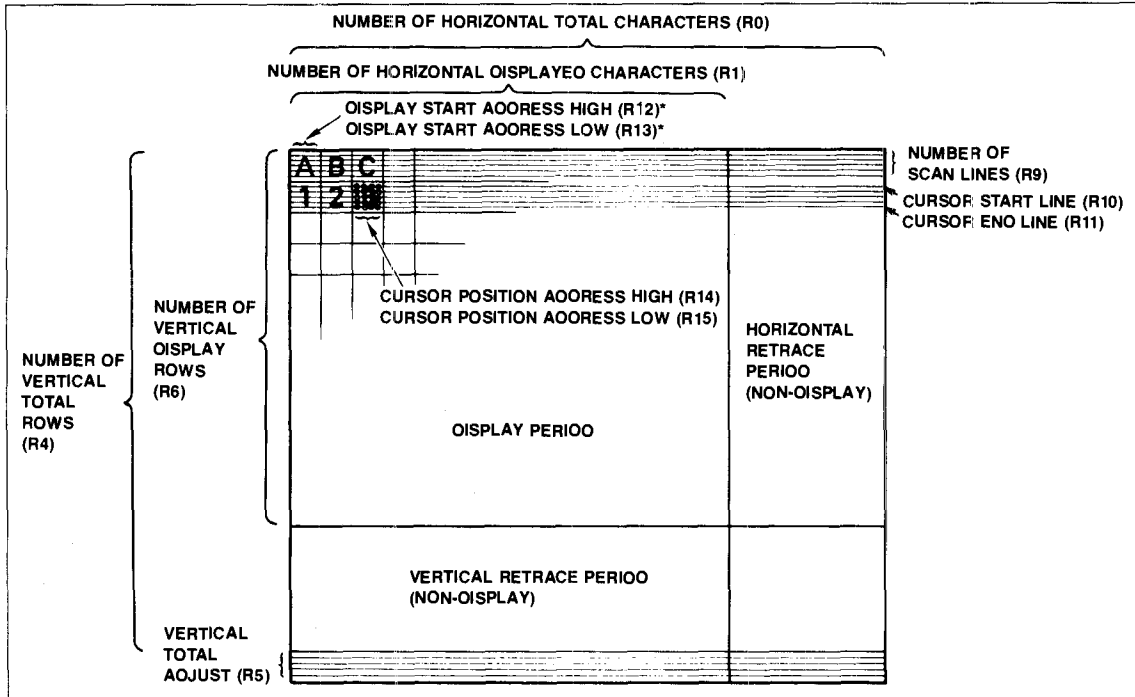 NUMBER OF HORIZONTAL TOTAL CHARACTERS (R0)
NUMBER OF HORIZONTAL OISPLAYEO CHARACTERS (R1)
OISPLAY START AOORESS HIGH (R12)*
OISPLAY START AOORESS LOW (R13)*
A B C
1 2
NUMBER OF
SCAN LINES (R9)
CURSOR START LINE (R10)
CURSOR ENO LINE (R11)
CURSOR POSITION AOORESS HIGH (R14)
CURSOR POSITION AOORESS LOW (R15)
NUMBER OF
VERTICAL
OISPLAY
ROWS
(R6)
HORIZONTAL
RETRACE
PERIOO
(NON-OISPLAY)
NUMBER OF
VERTICAL
TOTAL
ROWS
(R4)
OISPLAY PERIOO
VERTICAL RETRACE PERIOO
(NON-OISPLAY)
VERTICAL
TOTAL
AOJUST (R5)